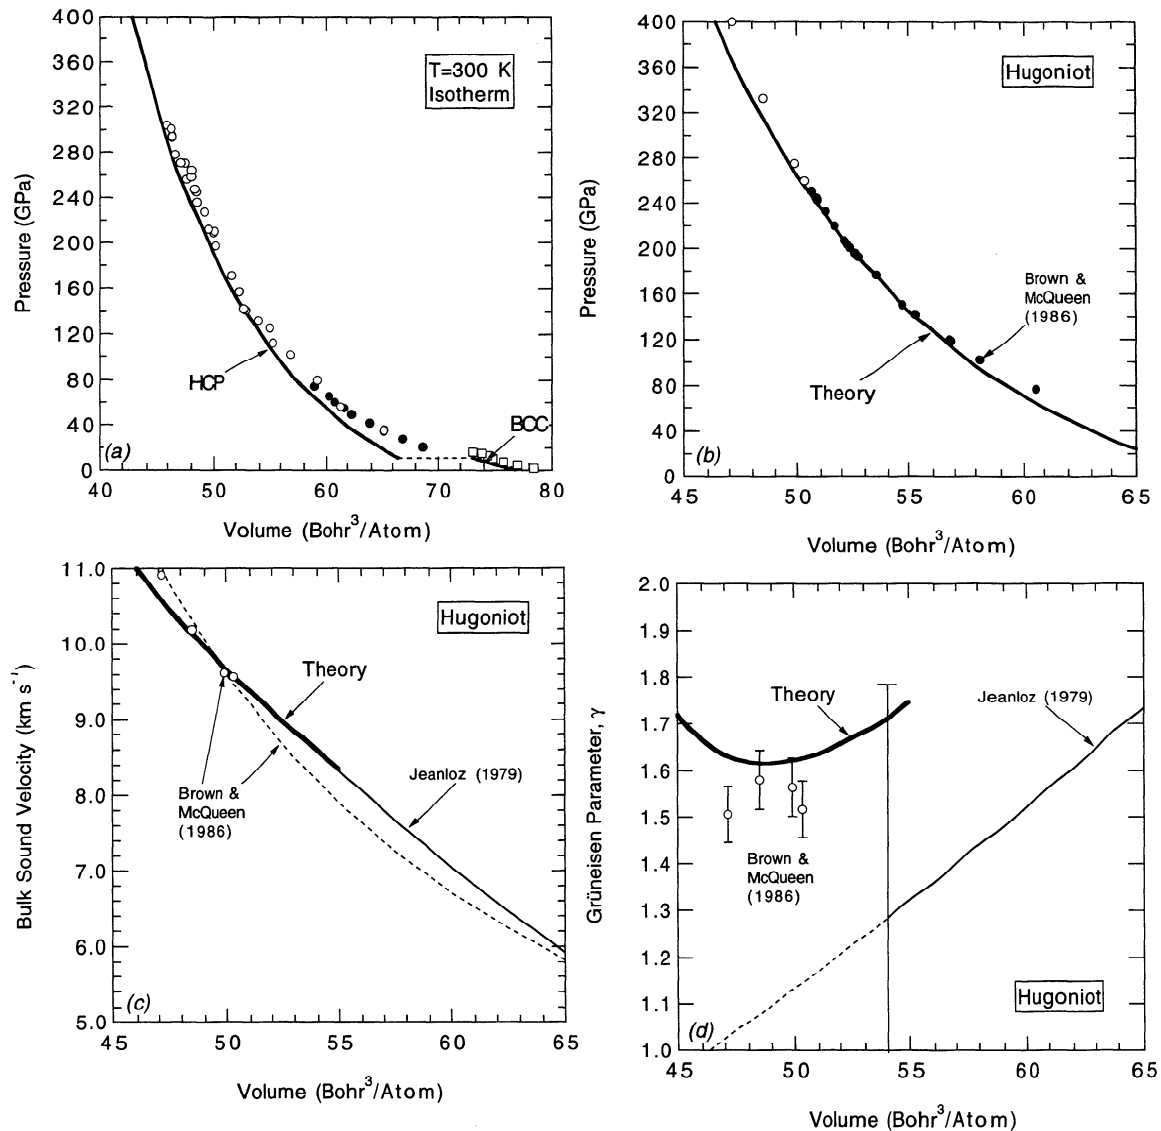 400
360
320
280
240
200
160
120
80
40
0
Pressure (GPa)
T=300 K
Isotherm
HCP
BCC
(a)
40
50
60
70
80
Volume (Bohr³/Atom)
400
360
320
280
240
200
160
120
80
40
0
Pressure (GPa)
Hugoniot
Brown &
McQueen
(1986)
Theory
(b)
45
50
55
60
65
Volume (Bohr³/Atom)
11.0
10.0
9.0
8.0
7.0
6.0
5.0
Bulk Sound Velocity (km s⁻¹)
Hugoniot
Theory
Jeanloz (1979)
Brown &
McQueen
(1986)
(c)
45
50
55
60
65
Volume (Bohr³/Atom)
2.0
1.9
1.8
1.7
1.6
1.5
1.4
1.3
1.2
1.1
1.0
Grüneisen Parameter, γ
Theory
Jeanloz (1979)
Brown &
McQueen
(1986)
Hugoniot
(d)
45
50
55
60
65
Volume (Bohr³/Atom)